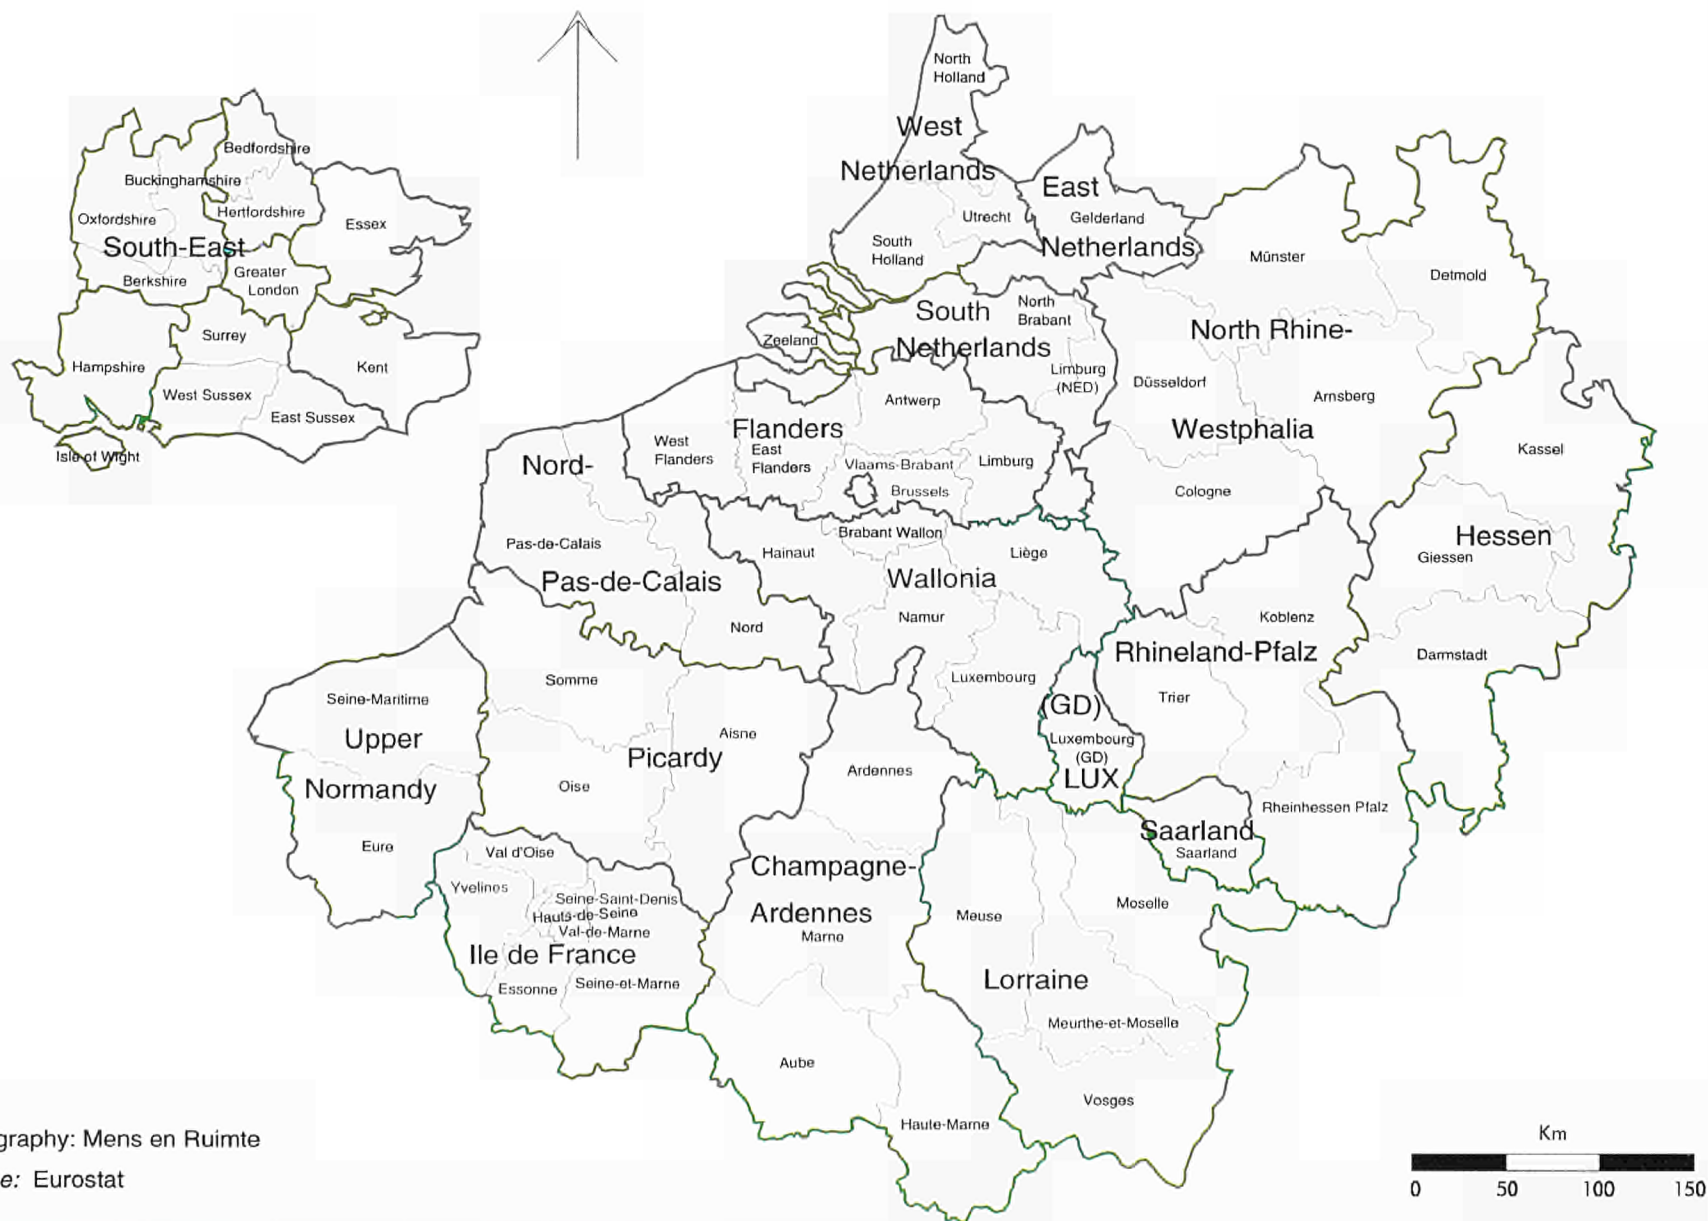 North
Holland
West
Netherlands
Utrecht
South
Holland
East
Gelderland
Netherlands
Bedfordshire
Buckinghamshire
Oxfordshire
Hertfordshire
Essex
South-East
Berkshire
Greater
London
Surrey
Hampshire
Kent
West Sussex
East Sussex
Isle of Wight
Münster
Detmold
South
Netherlands
North
Brabant
Zeeland
Limburg
(NED)
North Rhine-
Westphalia
Düsseldorf
Arnsberg
Cologne
Antwerp
Flanders
West
Flanders
East
Flanders
Vlaams-Brabant
Brussels
Limburg
Kassel
Hessen
Giessen
Darmstadt
Nord-
Pas-de-Calais
Pas-de-Calais
Nord
Hainaut
Brabant Wallon
Liège
Wallonia
Namur
Luxembourg
Koblenz
Rhineland-Pfalz
Trier
Rheinhessen Pfalz
(GD)
Luxembourg
(GD)
LUX
Saarland
Saarland
Seine-Maritime
Upper
Normandy
Eure
Somme
Aisne
Picardy
Oise
Ardennes
Champagne-
Ardennes
Marne
Aube
Haute-Marne
Val d'Oise
Yvelines
Seine-Saint-Denis
Hauts-de-Seine
Val-de-Marne
Ile de France
Essonne
Seine-et-Marne
Meuse
Moselle
Lorraine
Meurthe-et-Moselle
Vosges
graphy: Mens en Ruimte
e: Eurostat
Km
0 50 100 150